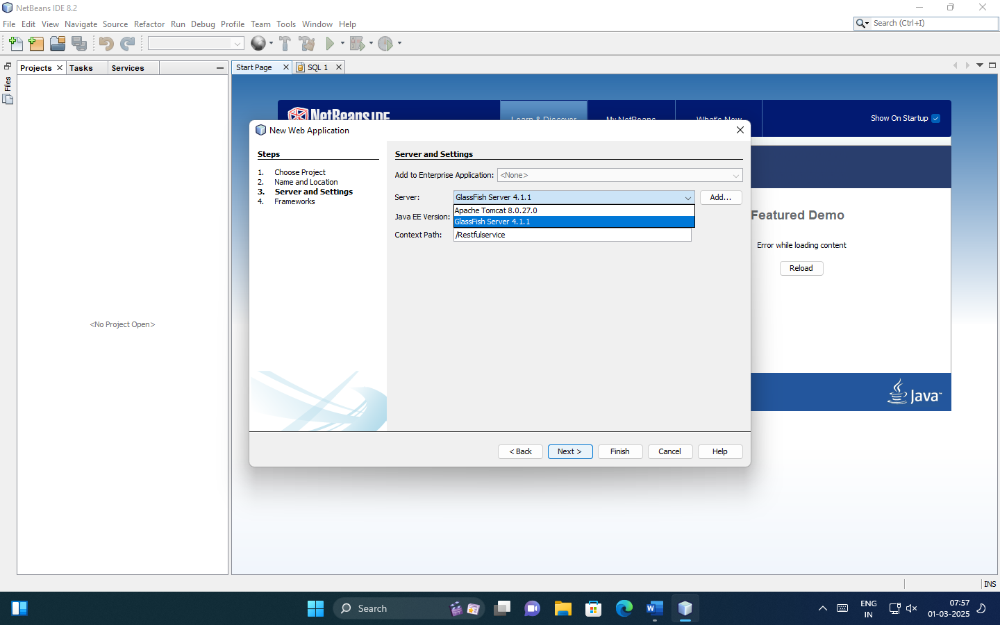 NetBeans IDE 8.2
File Edit View Navigate Source Refactor Run Debug Profile Team Tools Window Help
Search (Ctrl+I)
Projects
Tasks
Services
Start Page
SQL 1
Files
NetBeans IDE
Learn & Discover
My NetBeans
What's New
Show On Startup
New Web Application
Steps
1. Choose Project
2. Name and Location
3. Server and Settings
4. Frameworks
Server and Settings
Add to Enterprise Application: <None>
Server: GlassFish Server 4.1.1 Add...
Apache Tomcat 8.0.27.0
GlassFish Server 4.1.1
Java EE Version:
Context Path: /Restfulservice
< Back Next > Finish Cancel Help
Featured Demo
Error while loading content
Reload
Java™
<No Project Open>
INS
Search
ENG
IN
07:57
01-03-2025